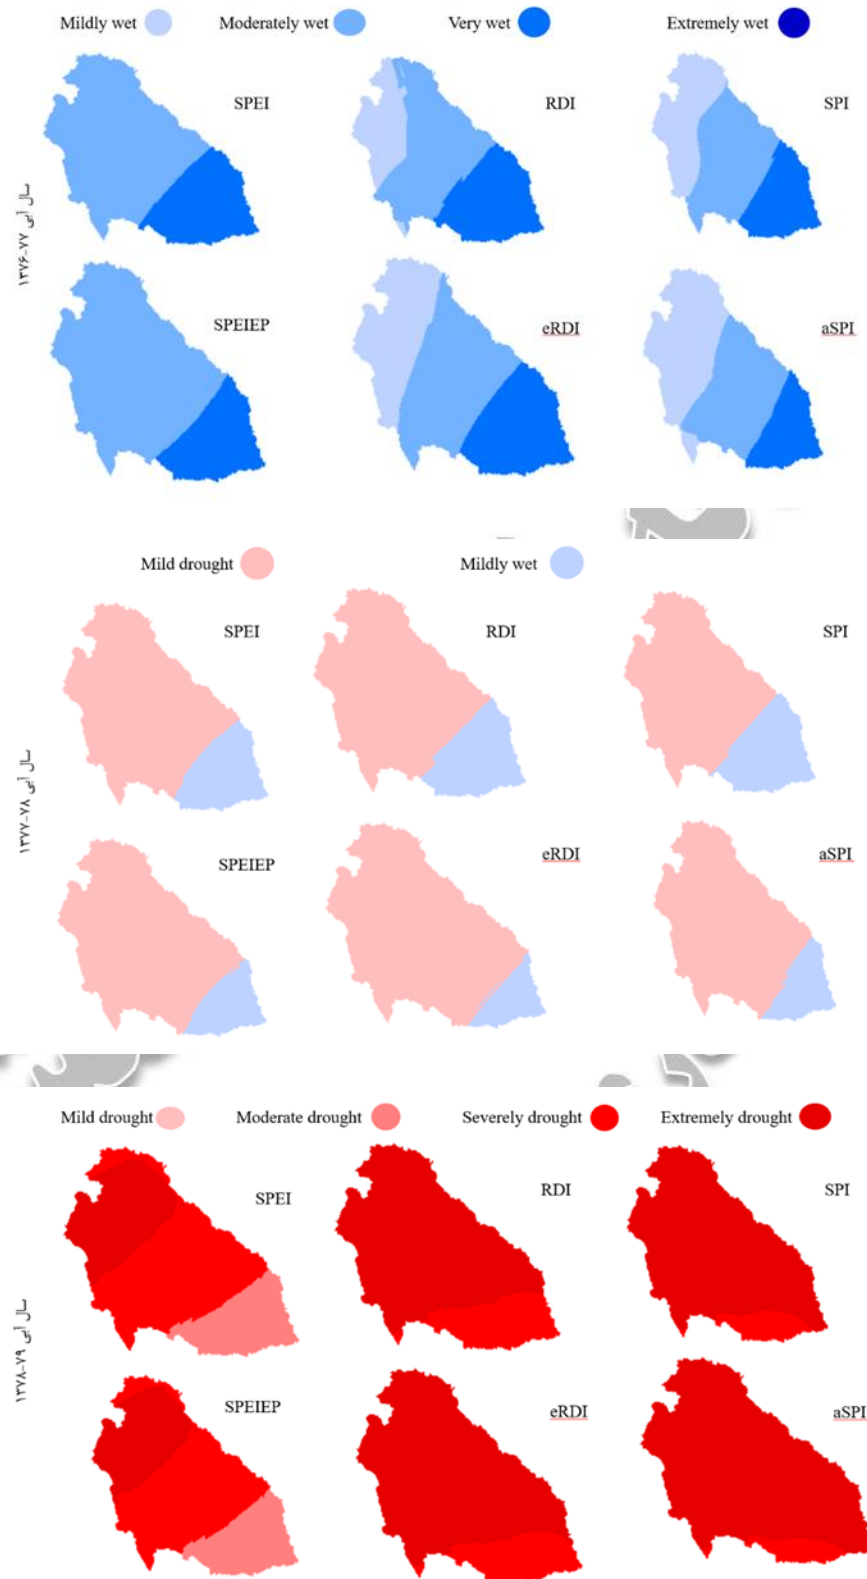 Mildly wet Moderately wet Very wet Extremely wet
SPEI RDI SPI
سال آبی ۱۳۷۶-۷۷
SPEIEP eRDI aSPI
Mild drought Mildly wet
SPEI RDI SPI
سال آبی ۱۳۷۷-۷۸
SPEIEP eRDI aSPI
Mild drought Moderate drought Severely drought Extremely drought
SPEI RDI SPI
سال آبی ۱۳۷۸-۷۹
SPEIEP eRDI aSPI